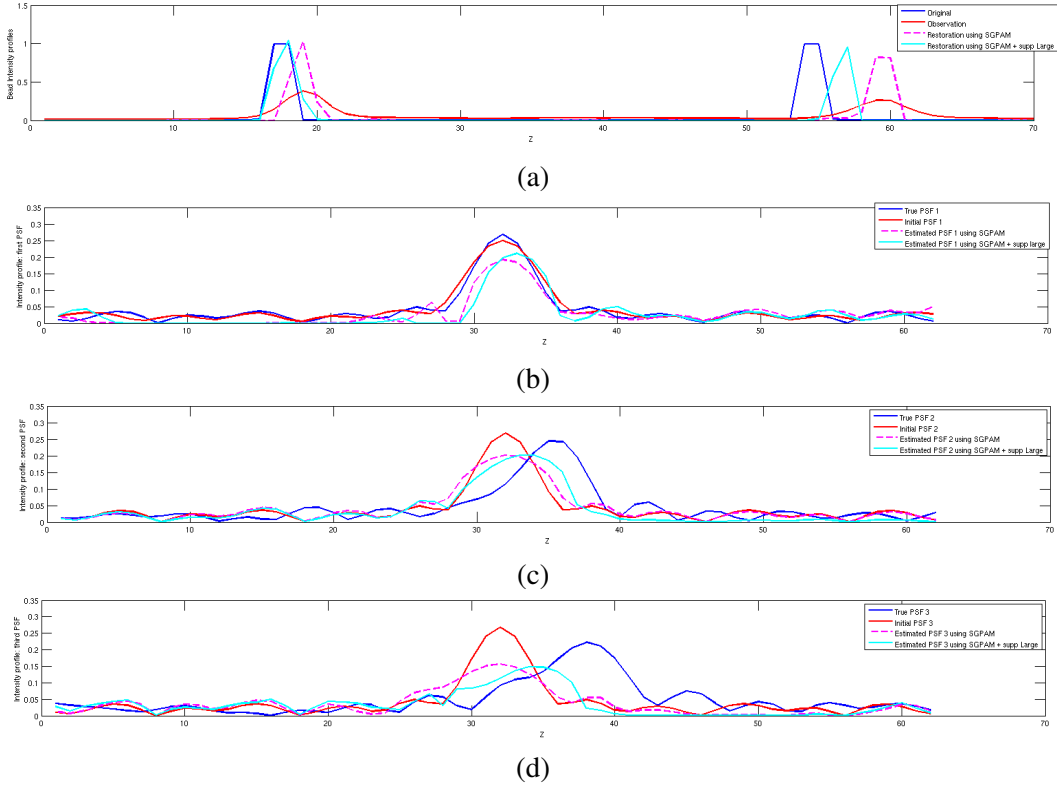 Bead Intensity profiles
1.5
1
0.5
0
0 10 20 30 40 50 60 70
Z
Original
Observation
Restoration using SGPAM
Restoration using SGPAM + supp Large
(a)
Intensity profile: first PSF
0.35
0.3
0.25
0.2
0.15
0.1
0.05
0
0 10 20 30 40 50 60 70
Z
True PSF 1
Initial PSF 1
Estimated PSF 1 using SGPAM
Estimated PSF 1 using SGPAM + supp large
(b)
Intensity profile: second PSF
0.35
0.3
0.25
0.2
0.15
0.1
0.05
0
0 10 20 30 40 50 60 70
Z
True PSF 2
Initial PSF 2
Estimated PSF 2 using SGPAM
Estimated PSF 2 using SGPAM + supp Large
(c)
Intensity profile: third PSF
0.35
0.3
0.25
0.2
0.15
0.1
0.05
0
0 10 20 30 40 50 60 70
Z
True PSF 3
Initial PSF 3
Estimated PSF 3 using SGPAM
Estimated PSF 3 using SGPAM + supp Large
(d)